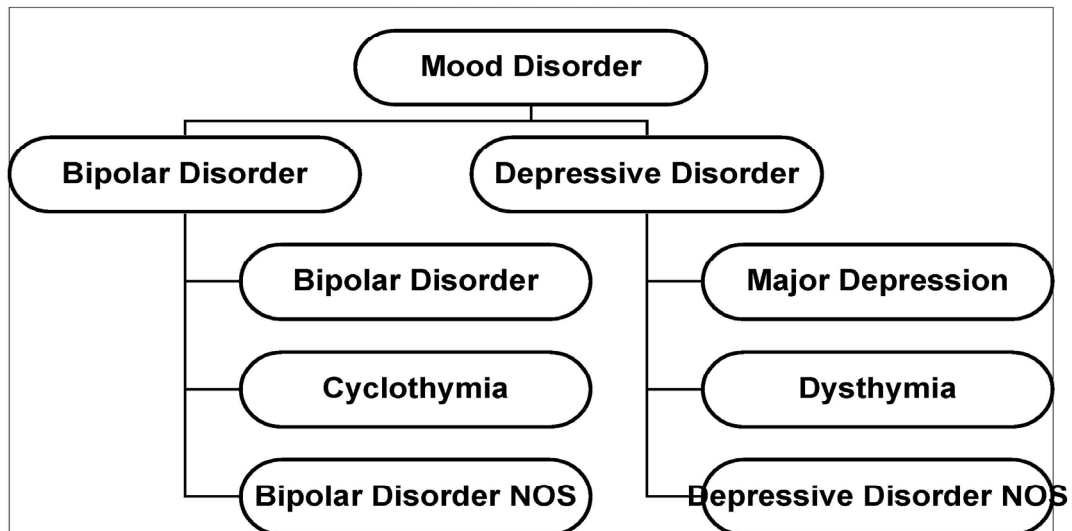 Mood Disorder
Bipolar Disorder
Depressive Disorder
Bipolar Disorder
Major Depression
Cyclothymia
Dysthymia
Bipolar Disorder NOS
Depressive Disorder NOS